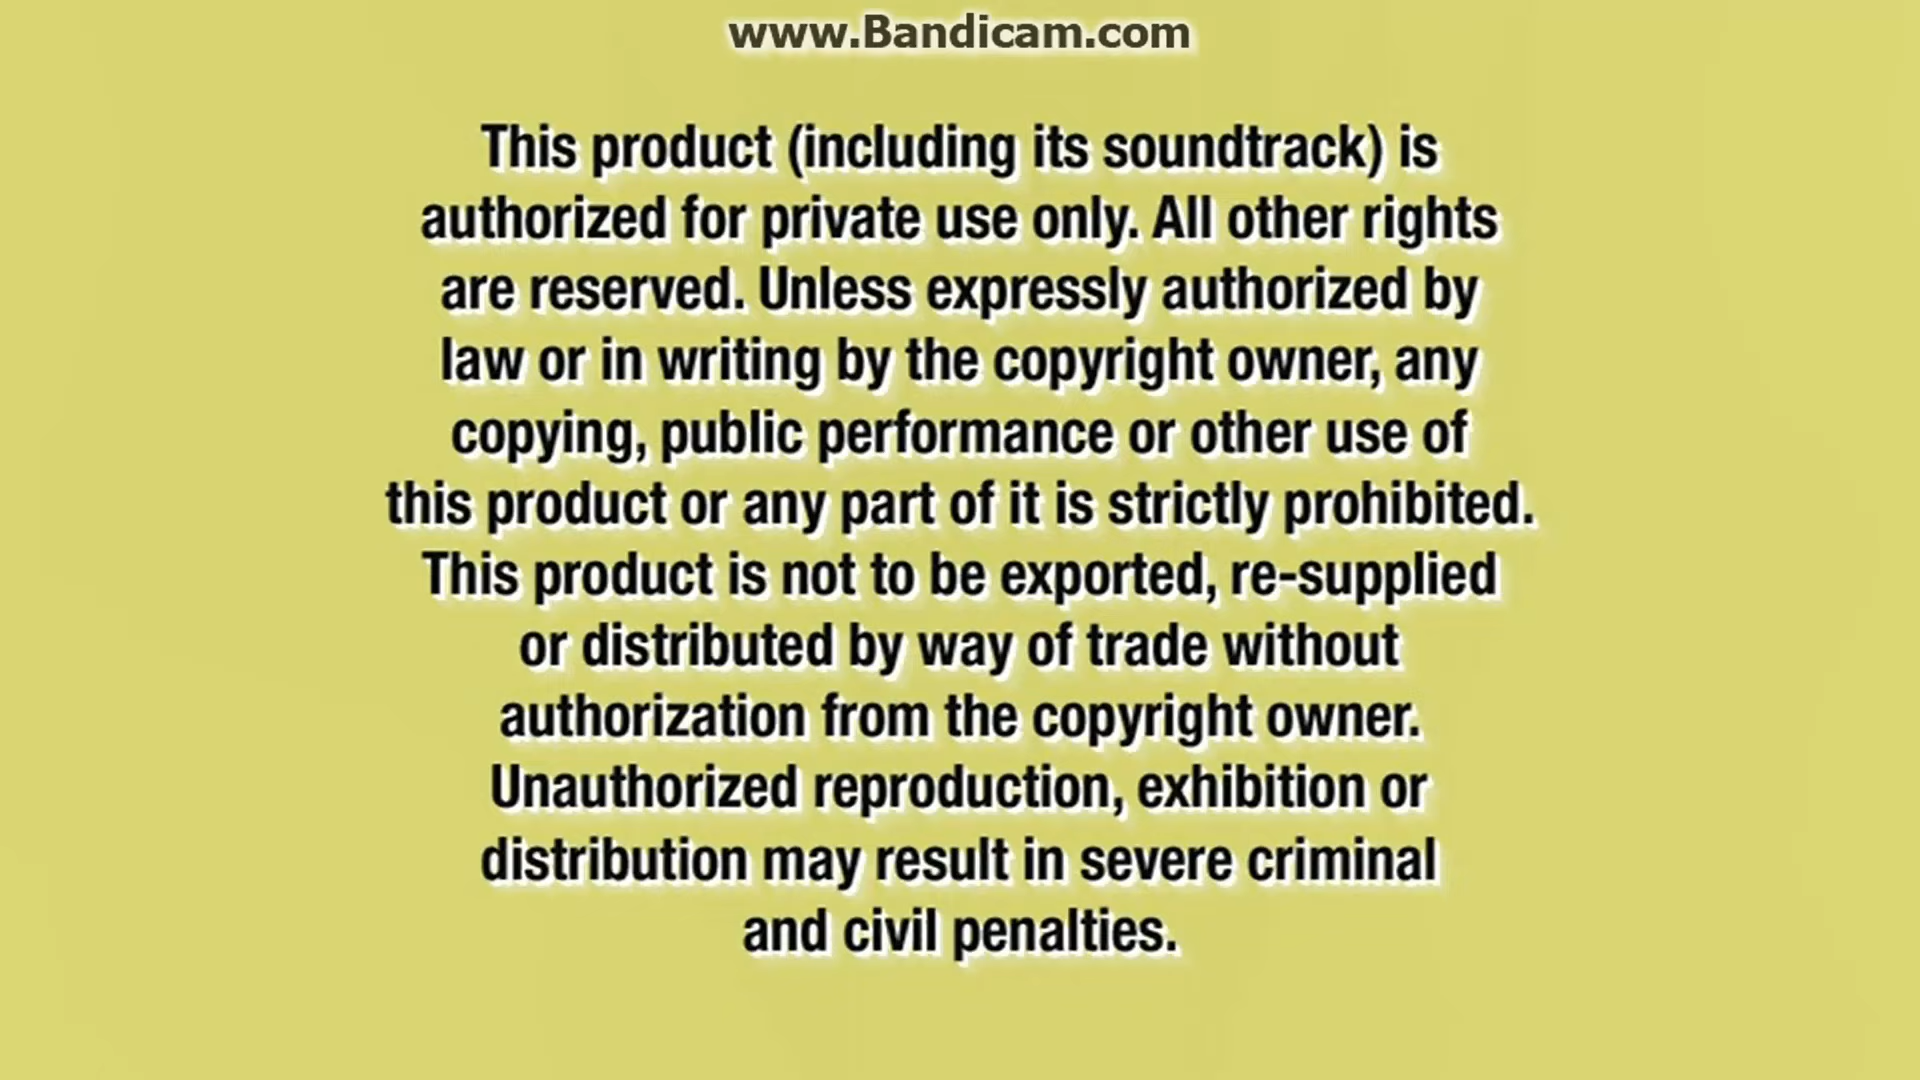 www.Bandicam.com
This product (including its soundtrack) is
authorized for private use only. All other rights
are reserved. Unless expressly authorized by
law or in writing by the copyright owner, any
copying, public performance or other use of
this product or any part of it is strictly prohibited.
This product is not to be exported, re-supplied
or distributed by way of trade without
authorization from the copyright owner.
Unauthorized reproduction, exhibition or
distribution may result in severe criminal
and civil penalties.